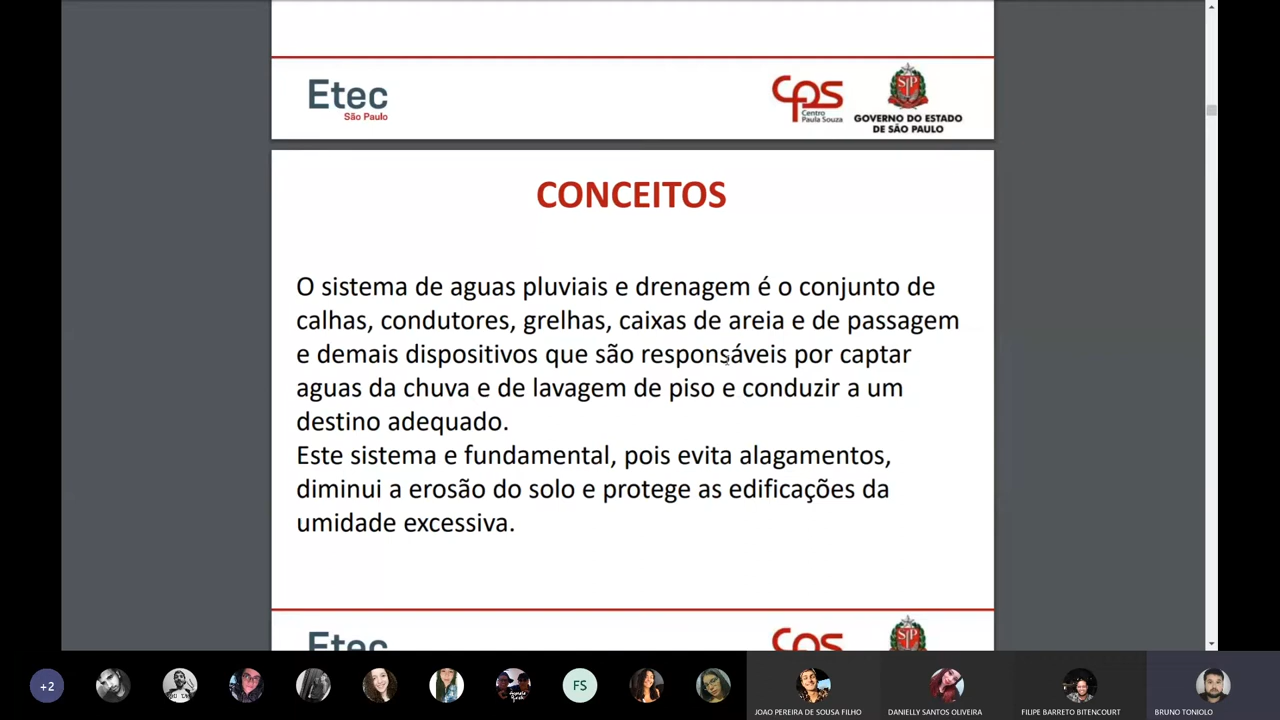 Etec
São Paulo
CPS
Centro
Paula Souza
SP
GOVERNO DO ESTADO
DE SÃO PAULO
CONCEITOS
O sistema de aguas pluviais e drenagem é o conjunto de
calhas, condutores, grelhas, caixas de areia e de passagem
e demais dispositivos que são responsáveis por captar
aguas da chuva e de lavagem de piso e conduzir a um
destino adequado.
Este sistema e fundamental, pois evita alagamentos,
diminui a erosão do solo e protege as edificações da
umidade excessiva.
Etec
CPS
SP
+2
FS
JOAO PEREIRA DE SOUSA FILHO
DANIELLY SANTOS OLIVEIRA
FILIPE BARRETO BITENCOURT
BRUNO TONIOLO